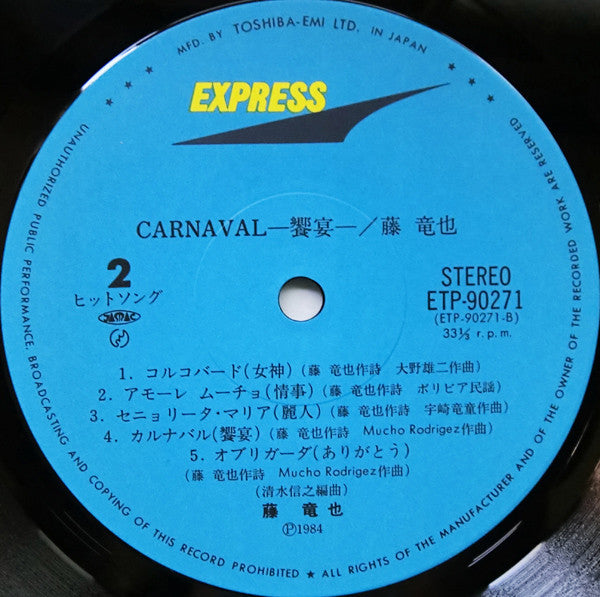 MFD. BY TOSHIBA-EMI LTD. IN JAPAN
EXPRESS
CARNAVAL—饗宴—/藤 竜也
2
ヒットソング
JASRAC
STEREO
ETP-90271
(ETP-90271-B)
33⅓ r.p.m.
1. コルコバード(女神)(藤 竜也作詩 大野雄二作曲)
2. アモーレ ムーチョ(情事)(藤 竜也作詩 ボリビア民謡)
3. セニョリータ・マリア(麗人)(藤 竜也作詩 宇崎竜童作曲)
4. カルナバル(饗宴)(藤 竜也作詩 Mucho Rodrigez作曲)
5. オブリガーダ(ありがとう)
(藤 竜也作詩 Mucho Rodrigez作曲)
(清水信之編曲)
藤 竜也
Ⓟ1984
UNAUTHORIZED PUBLIC PERFORMANCE, BROADCASTING AND COPYING OF THIS RECORD PROHIBITED ★ ALL RIGHTS OF THE MANUFACTURER AND OF THE OWNER OF THE RECORDED WORK ARE RESERVED